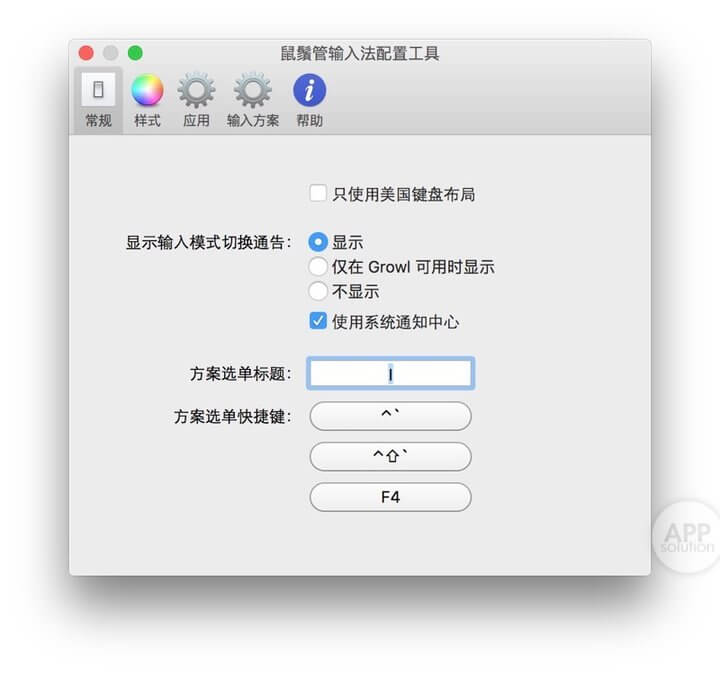 鼠鬚管输入法配置工具
常规 样式 应用 输入方案 帮助
只使用美国键盘布局
显示输入模式切换通告： 显示
仅在 Growl 可用时显示
不显示
使用系统通知中心
方案选单标题： I
方案选单快捷键： ^`
^⇧`
F4
APP
solution